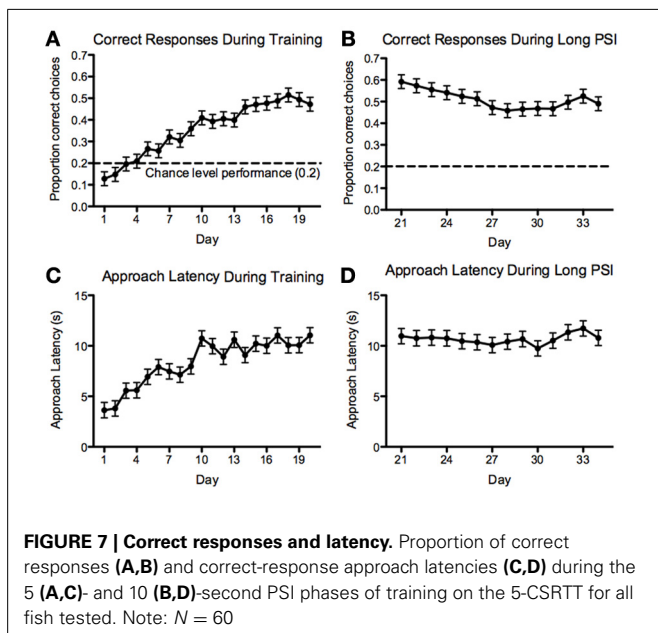 A Correct Responses During Training
Proportion correct choices
0.7
0.6
0.5
0.4
0.3
0.2
0.1
0.0
Chance level performance (0.2)
1 4 7 10 13 16 19
Day
B Correct Responses During Long PSI
Proportion correct choices
0.7
0.6
0.5
0.4
0.3
0.2
0.1
0.0
21 24 27 30 33
Day
C Approach Latency During Training
Approach Latency (s)
15
10
5
0
1 4 7 10 13 16 19
Day
D Approach Latency During Long PSI
Approach Latency (s)
15
10
5
0
21 24 27 30 33
Day
FIGURE 7 | Correct responses and latency. Proportion of correct
responses (A,B) and correct-response approach latencies (C,D) during the
5 (A,C)- and 10 (B,D)-second PSI phases of training on the 5-CSRTT for all
fish tested. Note: N = 60